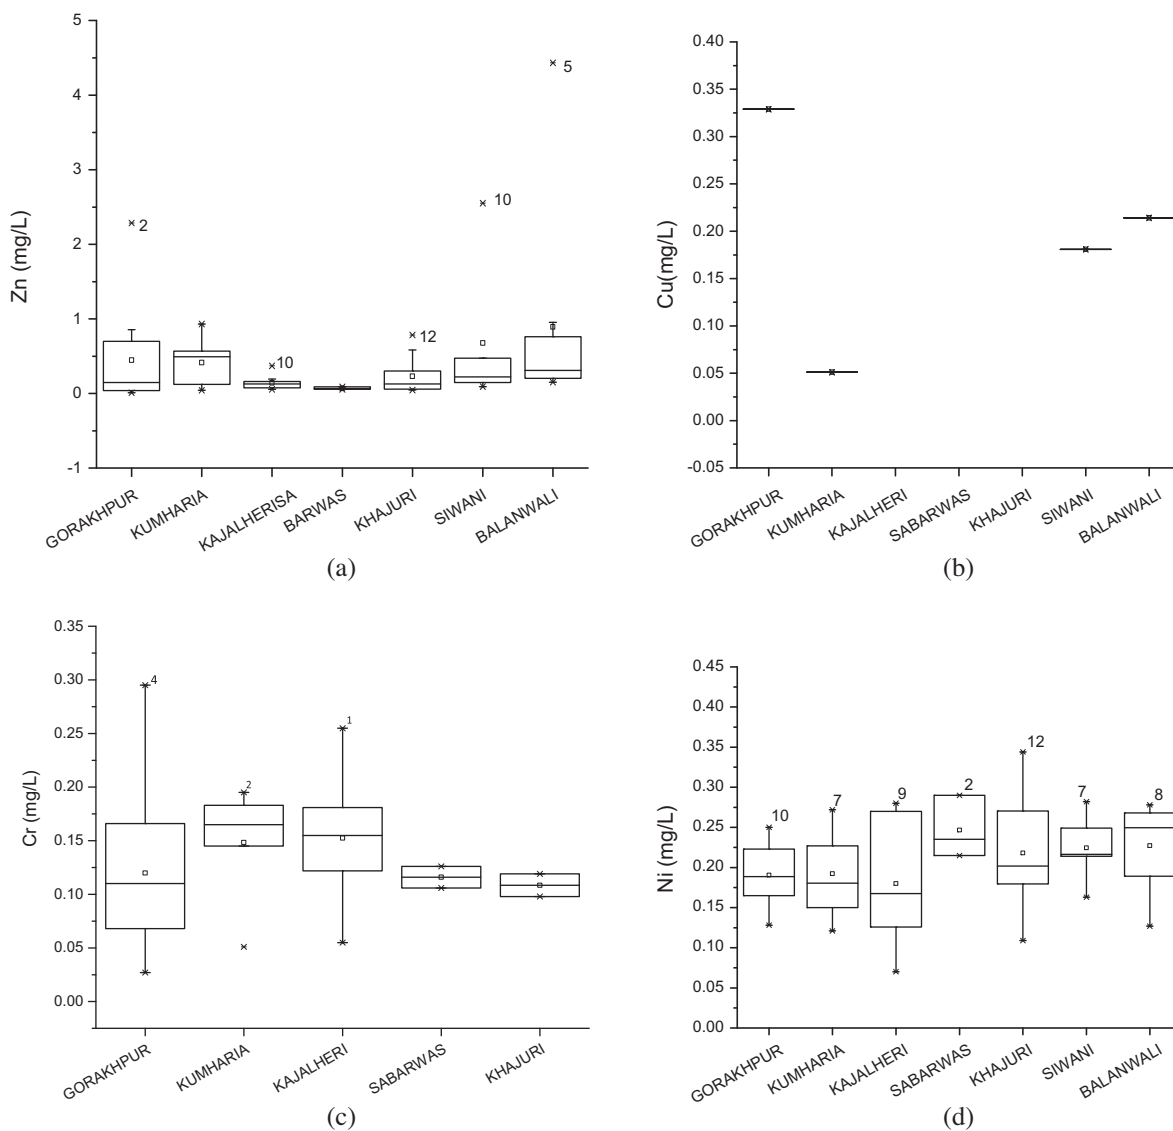 5
4
3
2
1
0
-1
Zn (mg/L)
2
10
12
10
5
GORAKHPUR
KUMHARIA
KAJALHERISA
BARWAS
KHAJURI
SIWANI
BALANWALI
(a)
0.40
0.35
0.30
0.25
0.20
0.15
0.10
0.05
0.00
-0.05
Cu(mg/L)
GORAKHPUR
KUMHARIA
KAJALHERI
SABARWAS
KHAJURI
SIWANI
BALANWALI
(b)
0.35
0.30
0.25
0.20
0.15
0.10
0.05
0.00
Cr (mg/L)
4
2
1
GORAKHPUR
KUMHARIA
KAJALHERI
SABARWAS
KHAJURI
(c)
0.45
0.40
0.35
0.30
0.25
0.20
0.15
0.10
0.05
0.00
Ni (mg/L)
10
7
9
2
12
7
8
GORAKHPUR
KUMHARIA
KAJALHERI
SABARWAS
KHAJURI
SIWANI
BALANWALI
(d)